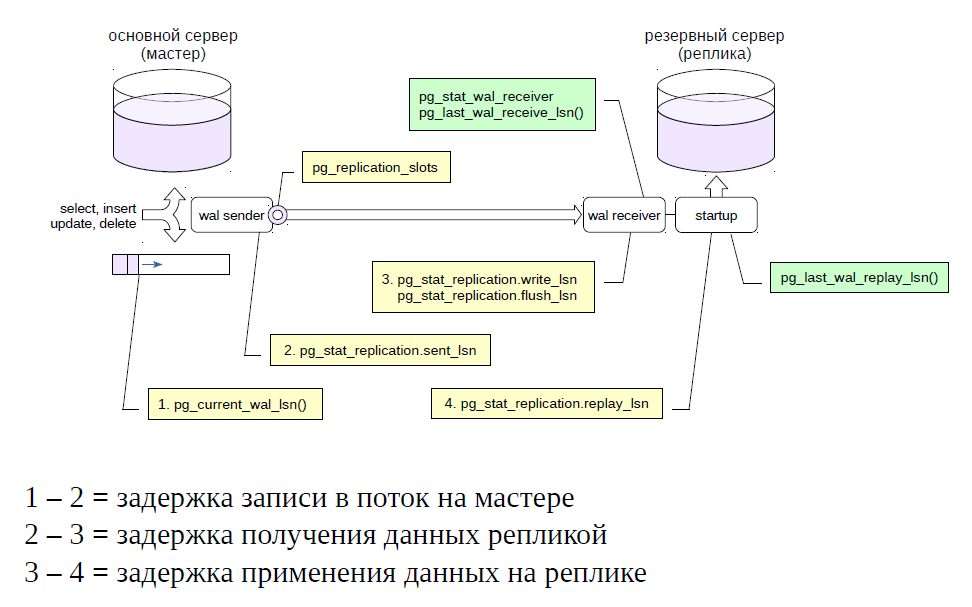 основной сервер
(мастер)
резервный сервер
(реплика)
pg_stat_wal_receiver
pg_last_wal_receive_lsn()
pg_replication_slots
select, insert
update, delete
wal sender
wal receiver
startup
3. pg_stat_replication.write_lsn
pg_stat_replication.flush_lsn
pg_last_wal_replay_lsn()
2. pg_stat_replication.sent_lsn
1. pg_current_wal_lsn()
4. pg_stat_replication.replay_lsn
1 – 2 = задержка записи в поток на мастере
2 – 3 = задержка получения данных репликой
3 – 4 = задержка применения данных на реплике